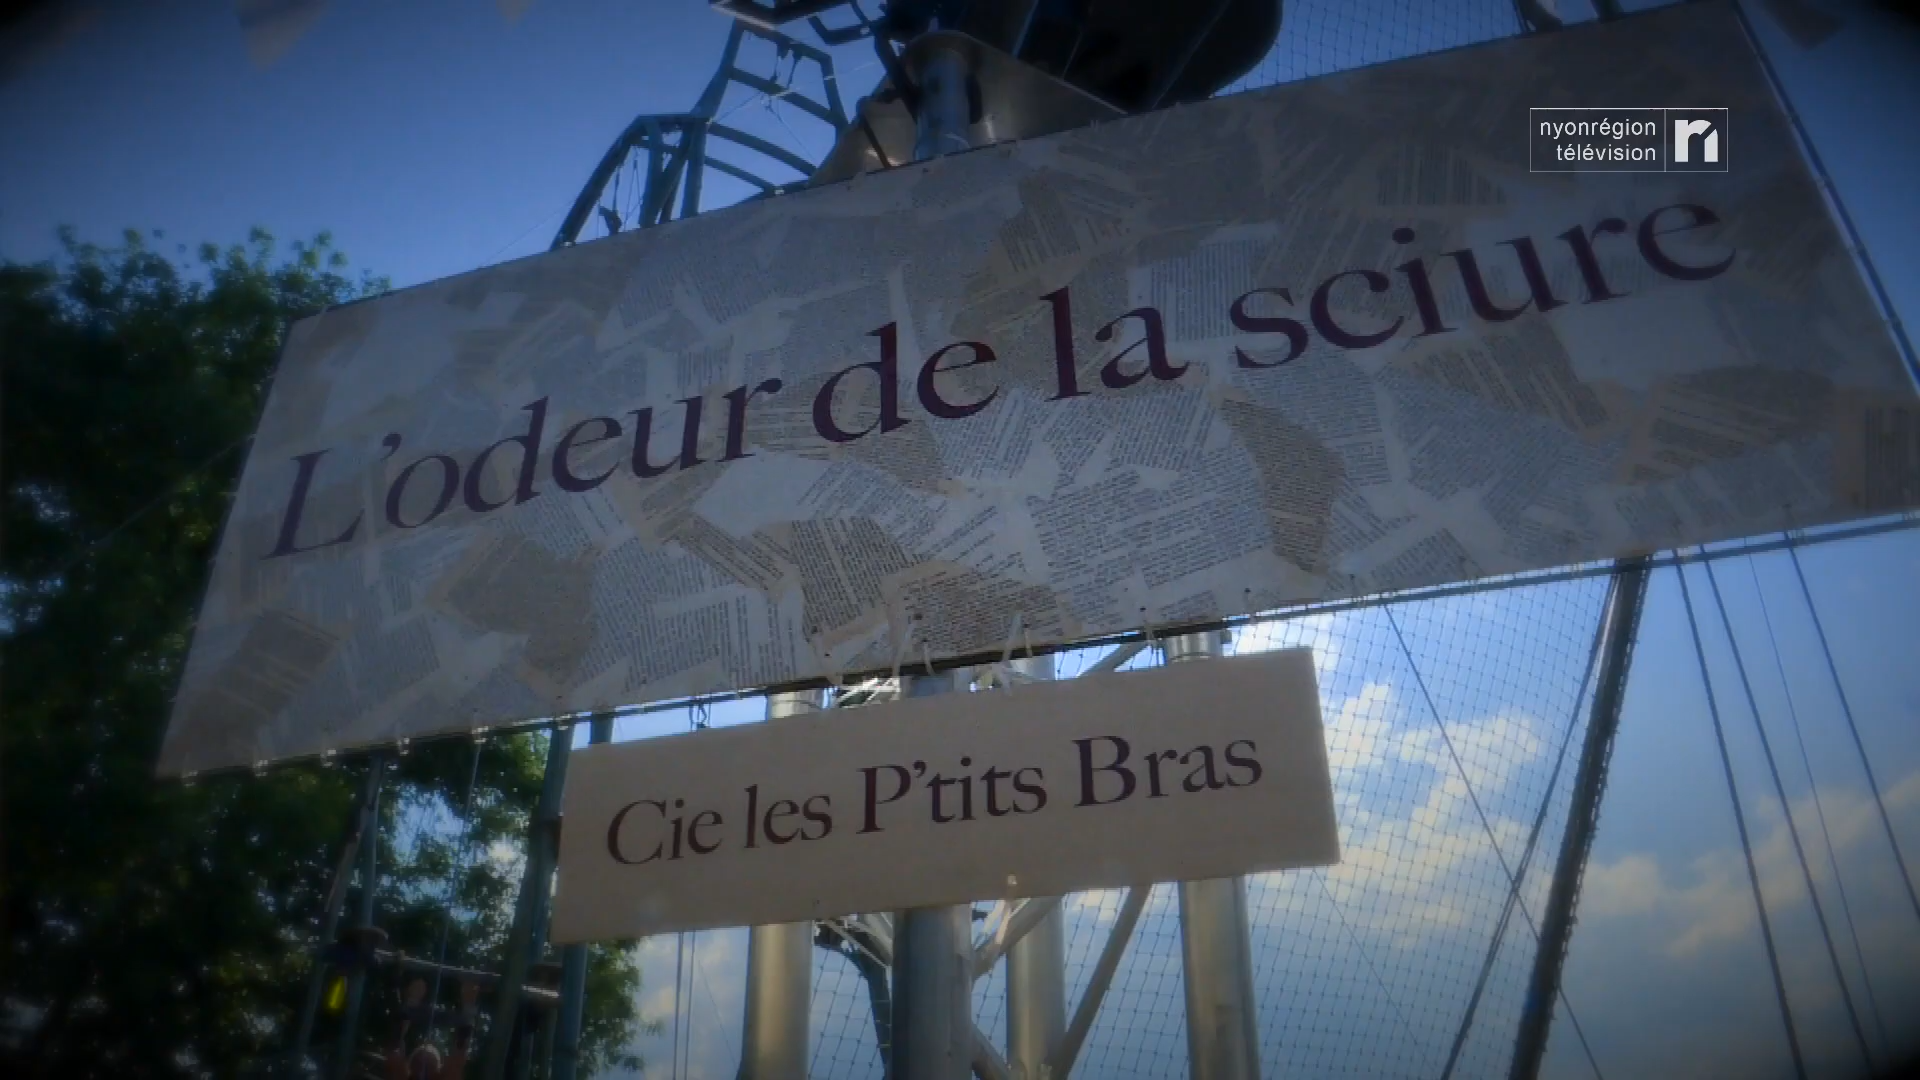 nyonrégion
télévision
L'odeur de la sciure
Cie les P'tits Bras